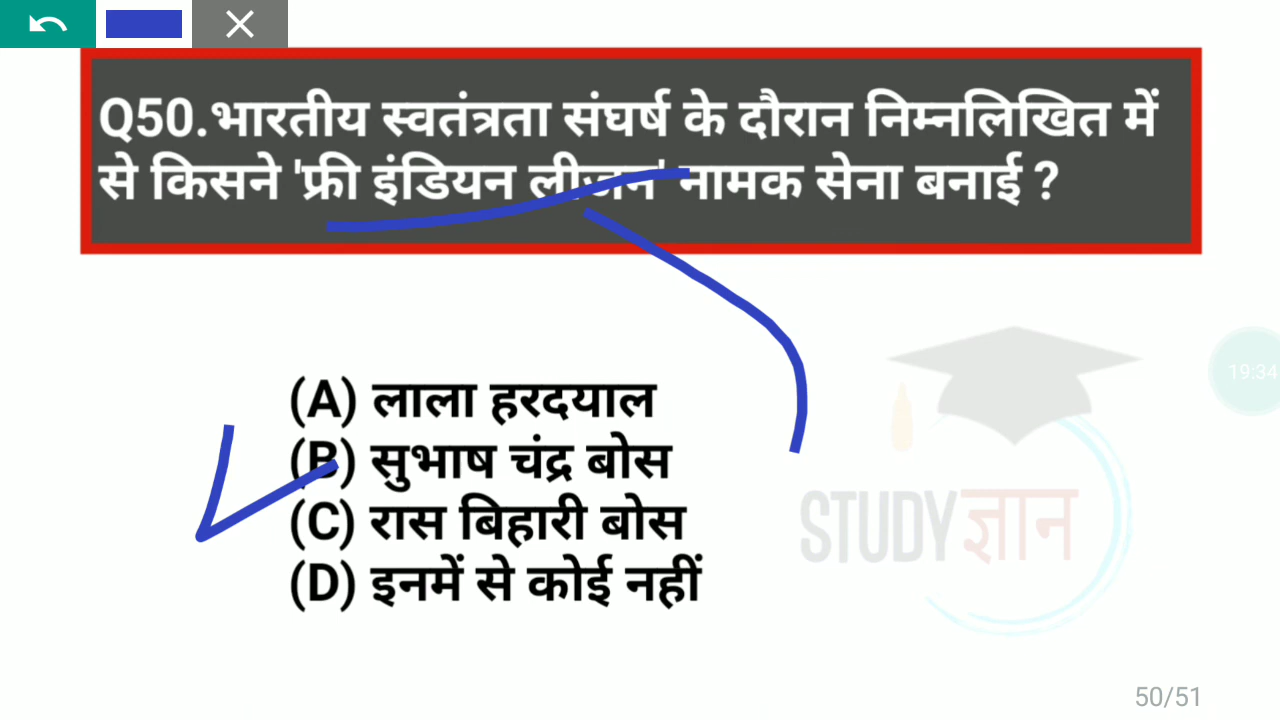 Q50.भारतीय स्वतंत्रता संघर्ष के दौरान निम्नलिखित में
से किसने 'फ्री इंडियन लीजन' नामक सेना बनाई ?
(A) लाला हरदयाल
(B) सुभाष चंद्र बोस
(C) रास बिहारी बोस
(D) इनमें से कोई नहीं
19:34
STUDYज्ञान
50/51